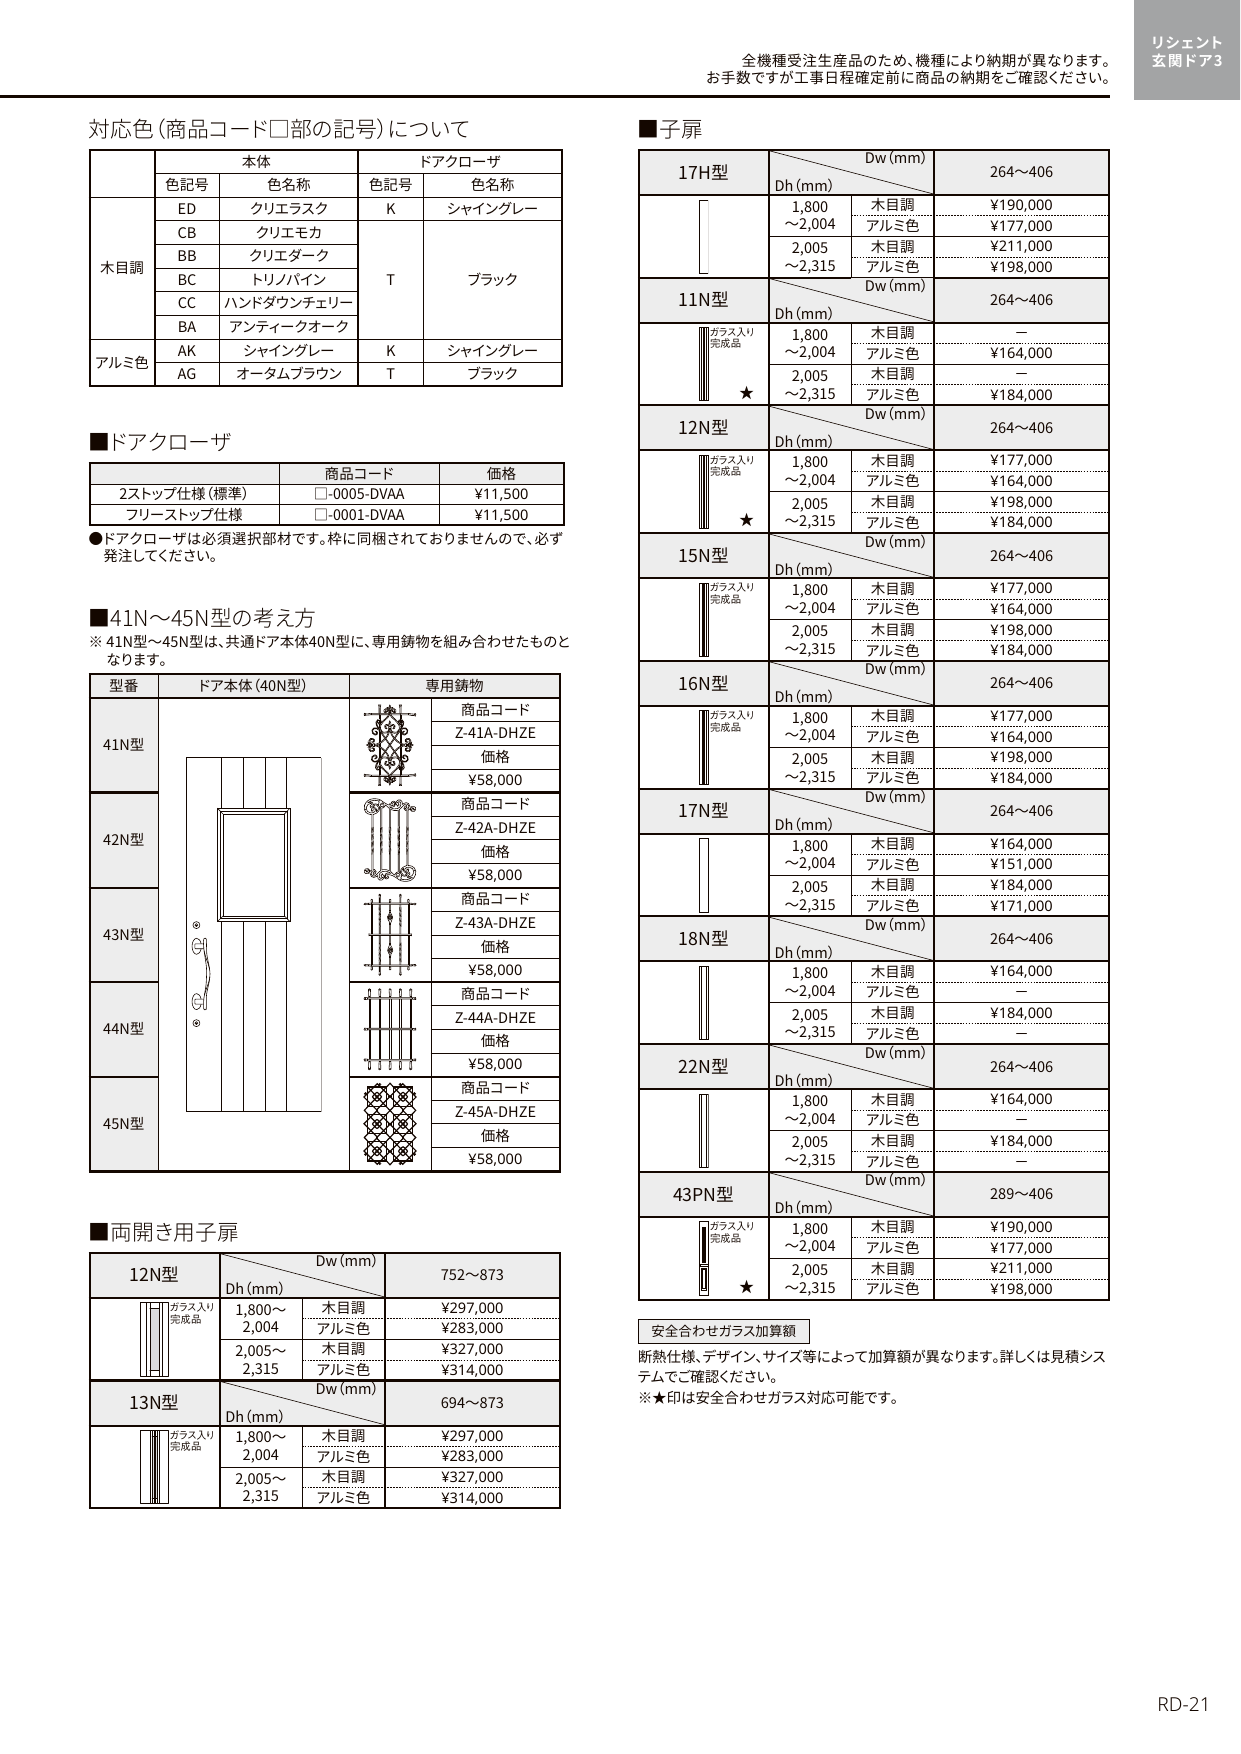 リシェント
玄関ドア3
全機種受注生産品のため、機種により納期が異なります。
お手数ですが工事日程確定前に商品の納期をご確認ください。
対応色（商品コード□部の記号）について
本体 ドアクローザ
色記号 色名称 色記号 色名称
木目調 ED クリエラスク K シャイングレー
CB クリエモカ T ブラック
BB クリエダーク
BC トリノパイン
CC ハンドダウンチェリー
BA アンティークオーク
アルミ色 AK シャイングレー K シャイングレー
AG オータムブラウン T ブラック
■ドアクローザ
商品コード 価格
2ストップ仕様（標準） □-0005-DVAA ¥11,500
フリーストップ仕様 □-0001-DVAA ¥11,500
●ドアクローザは必須選択部材です。枠に同梱されておりませんので、必ず
発注してください。
■41N～45N型の考え方
※ 41N型～45N型は、共通ドア本体40N型に、専用鋳物を組み合わせたものと
なります。
型番 ドア本体（40N型） 専用鋳物
41N型
商品コード
Z-41A-DHZE
価格
¥58,000
42N型
商品コード
Z-42A-DHZE
価格
¥58,000
43N型
商品コード
Z-43A-DHZE
価格
¥58,000
44N型
商品コード
Z-44A-DHZE
価格
¥58,000
45N型
商品コード
Z-45A-DHZE
価格
¥58,000
■両開き用子扉
12N型 Dw（mm） Dh（mm） 752～873
ガラス入り
完成品
1,800～2,004 木目調 ¥297,000
アルミ色 ¥283,000
2,005～2,315 木目調 ¥327,000
アルミ色 ¥314,000
13N型 Dw（mm） Dh（mm） 694～873
ガラス入り
完成品
1,800～2,004 木目調 ¥297,000
アルミ色 ¥283,000
2,005～2,315 木目調 ¥327,000
アルミ色 ¥314,000
■子扉
17H型 Dw（mm） Dh（mm） 264～406
1,800～2,004 木目調 ¥190,000
アルミ色 ¥177,000
2,005～2,315 木目調 ¥211,000
アルミ色 ¥198,000
11N型 Dw（mm） Dh（mm） 264～406
ガラス入り
完成品
★
1,800～2,004 木目調 －
アルミ色 ¥164,000
2,005～2,315 木目調 －
アルミ色 ¥184,000
12N型 Dw（mm） Dh（mm） 264～406
ガラス入り
完成品
★
1,800～2,004 木目調 ¥177,000
アルミ色 ¥164,000
2,005～2,315 木目調 ¥198,000
アルミ色 ¥184,000
15N型 Dw（mm） Dh（mm） 264～406
ガラス入り
完成品
1,800～2,004 木目調 ¥177,000
アルミ色 ¥164,000
2,005～2,315 木目調 ¥198,000
アルミ色 ¥184,000
16N型 Dw（mm） Dh（mm） 264～406
ガラス入り
完成品
1,800～2,004 木目調 ¥177,000
アルミ色 ¥164,000
2,005～2,315 木目調 ¥198,000
アルミ色 ¥184,000
17N型 Dw（mm） Dh（mm） 264～406
1,800～2,004 木目調 ¥164,000
アルミ色 ¥151,000
2,005～2,315 木目調 ¥184,000
アルミ色 ¥171,000
18N型 Dw（mm） Dh（mm） 264～406
1,800～2,004 木目調 ¥164,000
アルミ色 －
2,005～2,315 木目調 ¥184,000
アルミ色 －
22N型 Dw（mm） Dh（mm） 264～406
1,800～2,004 木目調 ¥164,000
アルミ色 －
2,005～2,315 木目調 ¥184,000
アルミ色 －
43PN型 Dw（mm） Dh（mm） 289～406
ガラス入り
完成品
★
1,800～2,004 木目調 ¥190,000
アルミ色 ¥177,000
2,005～2,315 木目調 ¥211,000
アルミ色 ¥198,000
安全合わせガラス加算額
断熱仕様、デザイン、サイズ等によって加算額が異なります。詳しくは見積シス
テムでご確認ください。
※★印は安全合わせガラス対応可能です。
RD-21